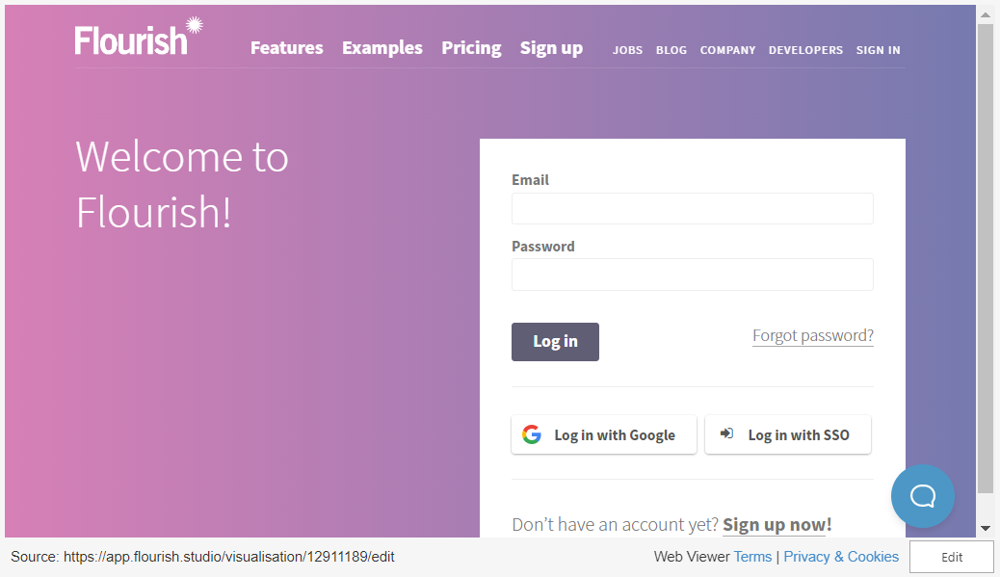 Flourish
Features Examples Pricing Sign up JOBS BLOG COMPANY DEVELOPERS SIGN IN
Welcome to
Flourish!
Email
Password
Log in
Forgot password?
Log in with Google
Log in with SSO
Don’t have an account yet? Sign up now!
Source: https://app.flourish.studio/visualisation/12911189/edit
Web Viewer Terms | Privacy & Cookies
Edit